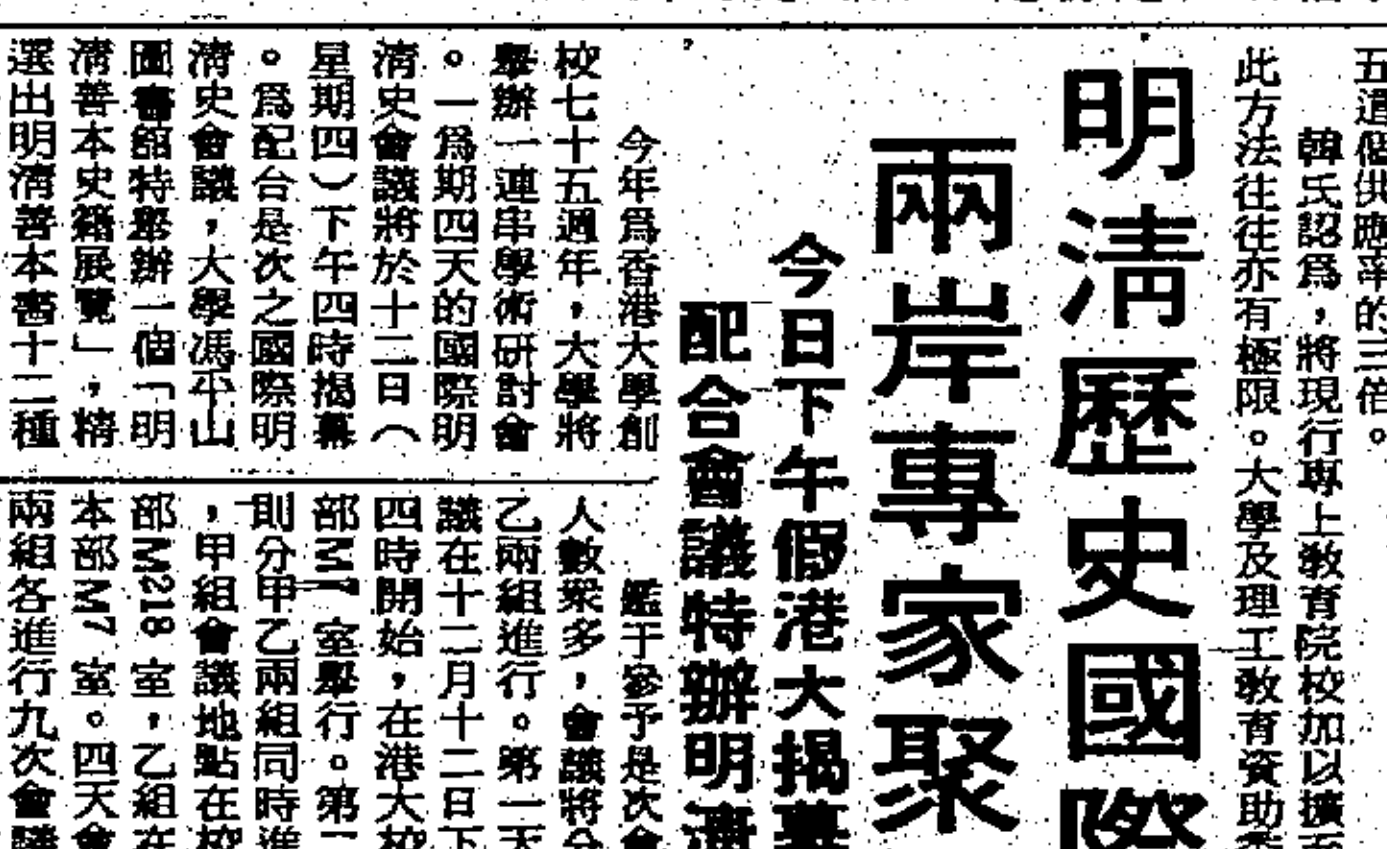 五這個供應率的三倍。
韓氏認爲，將現行專上教育院校加以擴
此方法往往亦有極限。大學及理工教育資助
明清歷史國際
兩岸專家聚
今日下午假港大揭幕
配合會議特辦明清
今年爲香港大學創
校七十五週年，大學將
舉辦一連串學術研討會
。一爲期四天的國際明
清史會議將於十二日（
星期四）下午四時揭幕
。爲配合是次之國際明
清史會議，大學馮平山
圖書館特舉辦一個「明
清善本史籍展覽」，精
選出明清善本書十二種
鑑于參予是次會
人數衆多，會議將分
乙兩組進行。第一天
議在十二月十二日下
四時開始，在港大校
部M7室舉行。第
則分甲乙兩組同時進
，甲組會議地點在校
部M218室，乙組在
本部M7室。四天會
兩組各進行九次會議